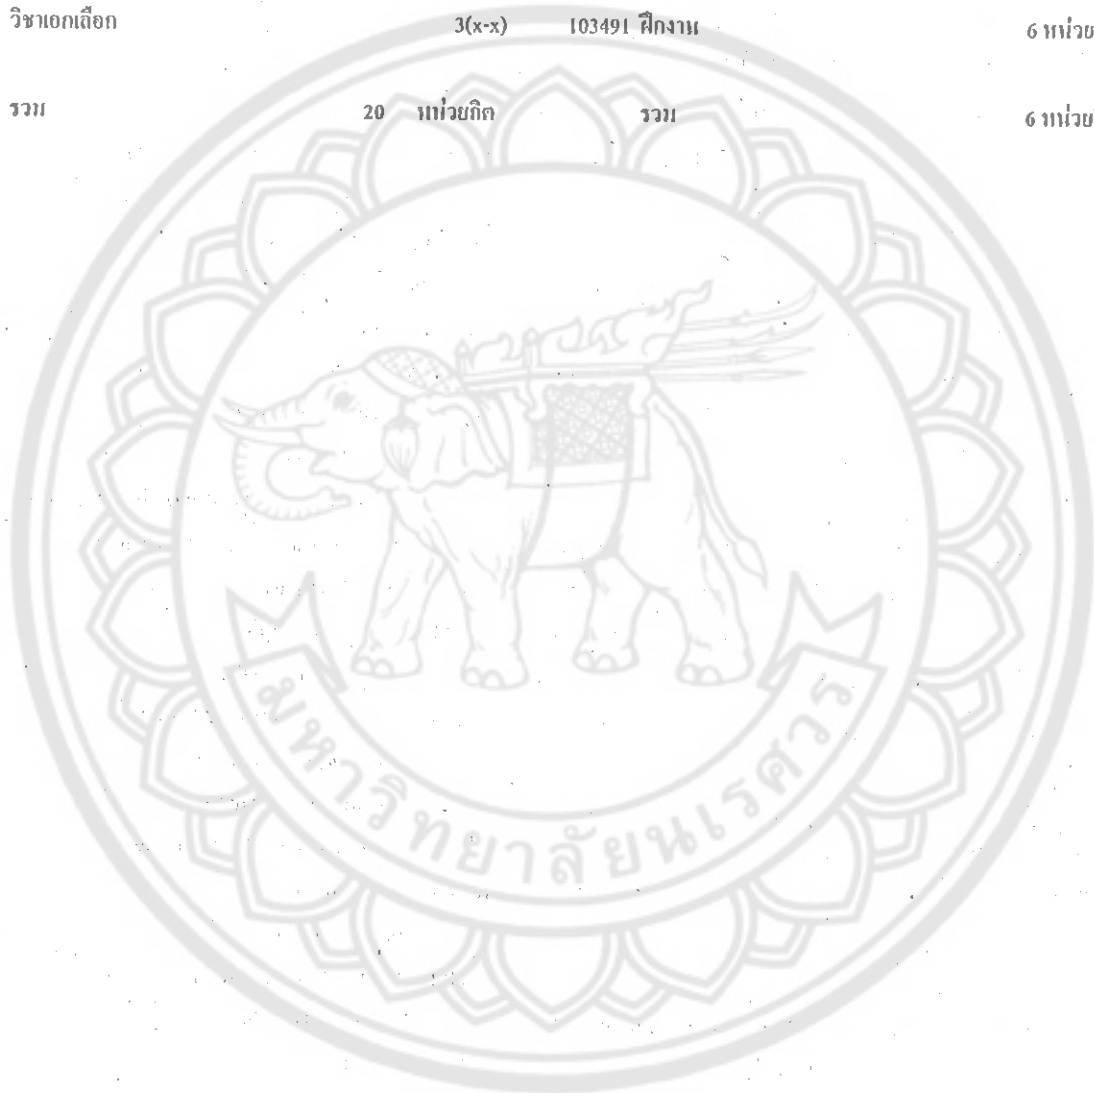 วิชาเอกเลือก 3(x-x) 103491 ฝึกงาน 6 หน่วย
รวม 20 หน่วยกิต รวม 6 หน่วย
มหาวิทยาลัยนเรศวร